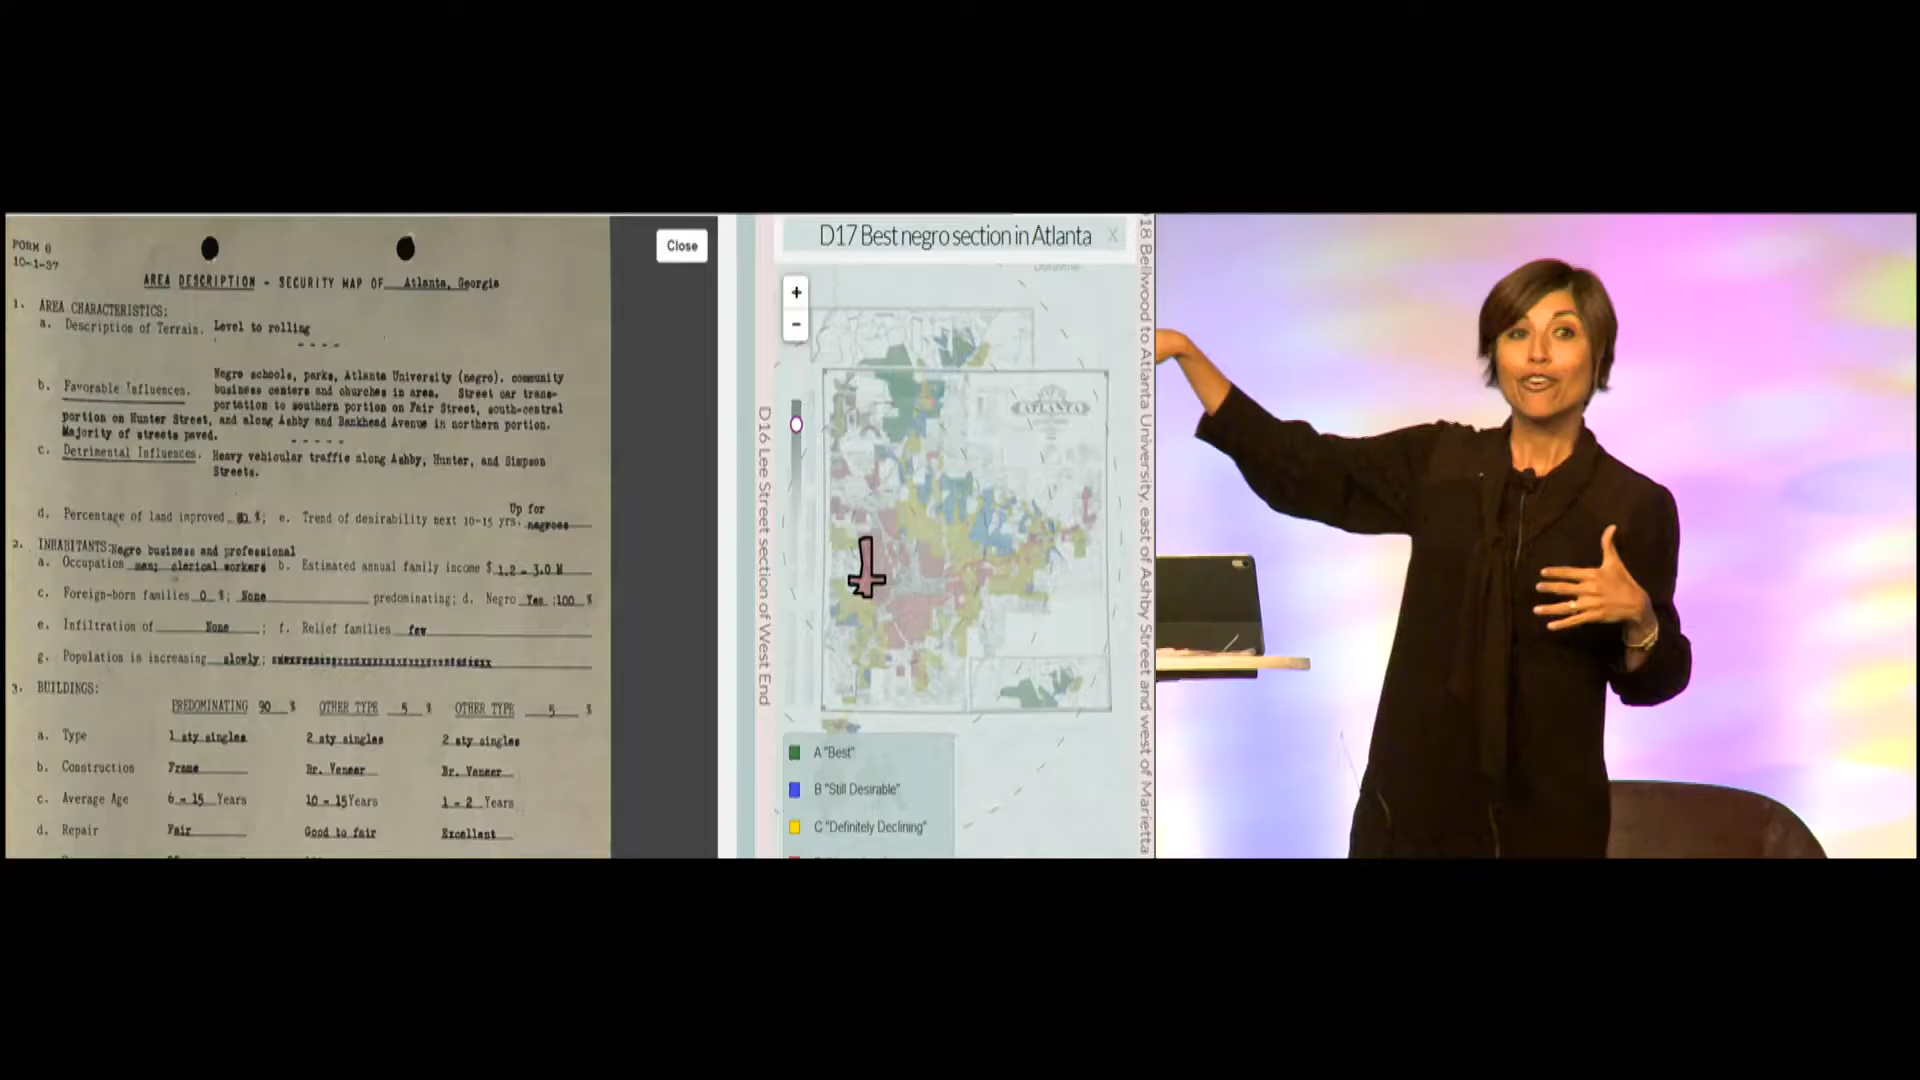 FORM 8
10-1-37
AREA DESCRIPTION - SECURITY MAP OF Atlanta, Georgia
1. AREA CHARACTERISTICS:
a. Description of Terrain. Level to rolling
Negro schools, parks, Atlanta University (negro), community
b. Favorable Influences. business centers and churches in area. Street car trans-
portation to southern portion on Fair Street, south-central
portion on Hunter Street, and along Ashby and Bankhead Avenue in northern portion.
Majority of streets paved.
c. Detrimental Influences. Heavy vehicular traffic along Ashby, Hunter, and Simpson
Streets.
Up for
d. Percentage of land improved %; e. Trend of desirability next 10-15 yrs. negroes
2. INHABITANTS: Negro business and professional
a. Occupation men; clerical workers b. Estimated annual family income $ 1.2 - 3.0 M
c. Foreign-born families 0 %; None predominating; d. Negro Yes ;100 %
e. Infiltration of None ; f. Relief families few
g. Population is increasing slowly;
3. BUILDINGS:
PREDOMINATING 90 % OTHER TYPE 5 % OTHER TYPE 5 %
a. Type 1 sty singles 2 sty singles 2 sty singles
b. Construction Frame Br. Veneer Br. Veneer
c. Average Age 6 - 15 Years 10 - 15 Years 1 - 2 Years
d. Repair Fair Good to fair Excellent
Close
D16 Lee Street section of West End
D17 Best negro section in Atlanta X
+
-
ATLANTA
A "Best"
B "Still Desirable"
C "Definitely Declining"
D18 Bellwood to Atlanta University, east of Ashby Street and west of Marietta